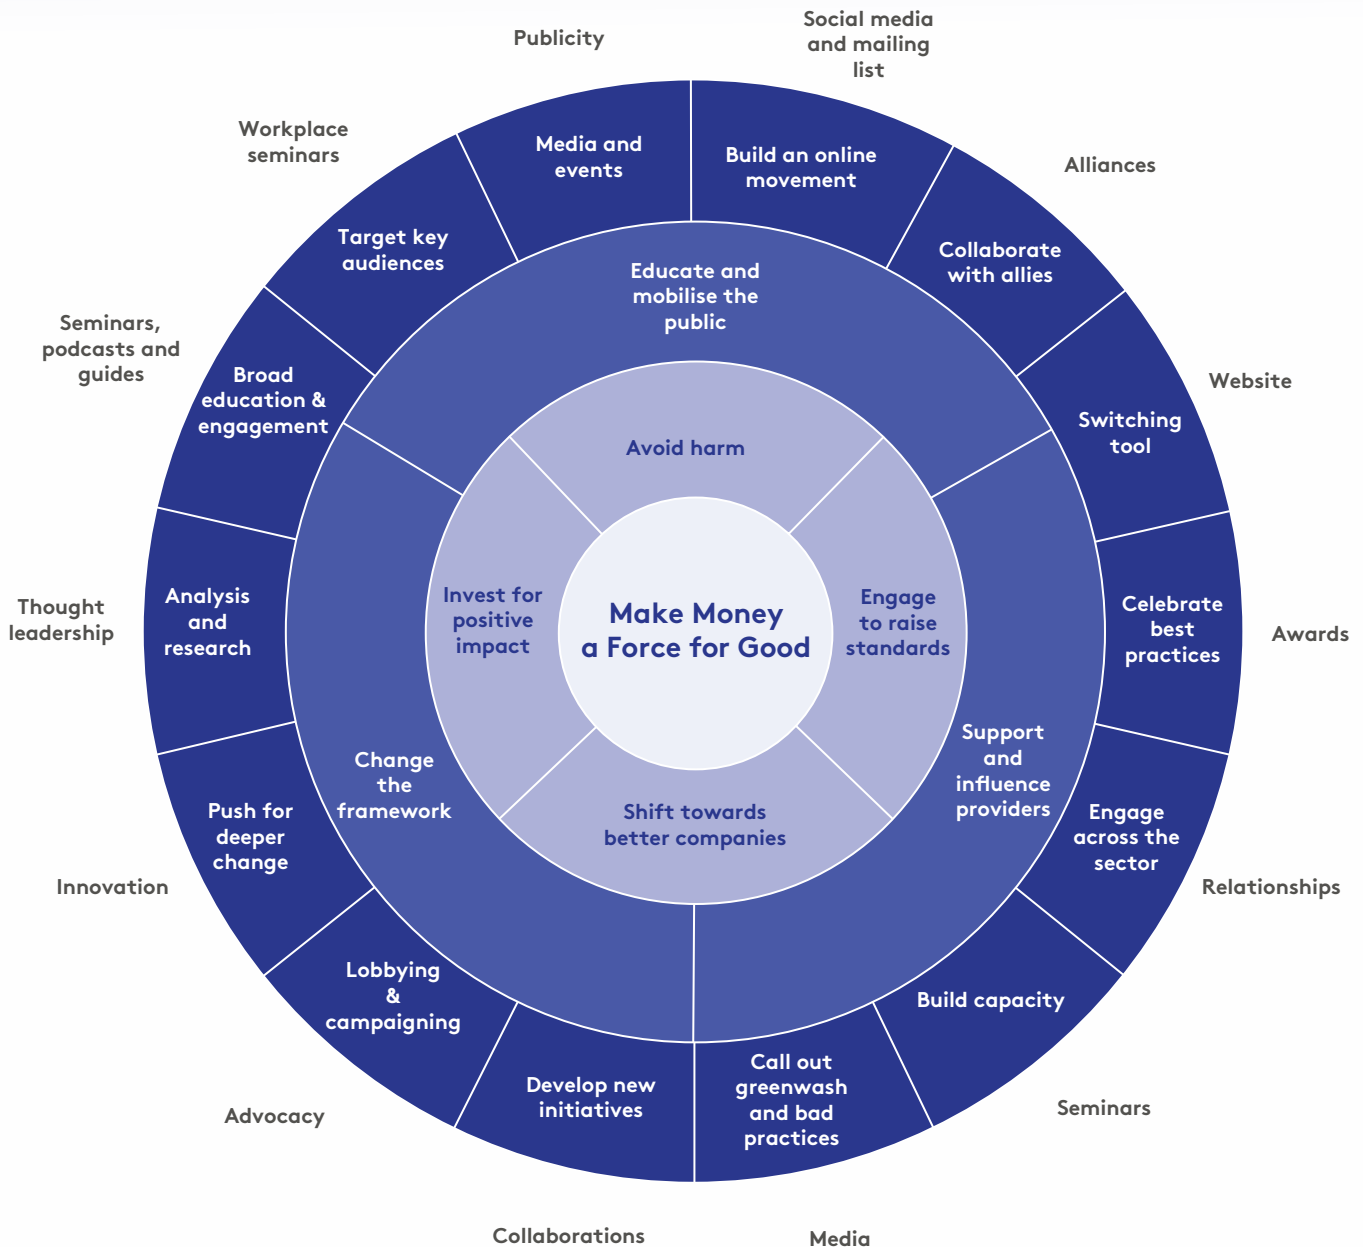 Social media
and mailing
list
Publicity
Workplace
seminars
Alliances
Seminars,
podcasts and
guides
Website
Thought
leadership
Awards
Innovation
Relationships
Advocacy
Seminars
Collaborations
Media
Media and
events
Build an online
movement
Target key
audiences
Collaborate
with allies
Broad
education &
engagement
Switching
tool
Analysis
and
research
Celebrate
best
practices
Push for
deeper
change
Engage
across the
sector
Lobbying
&
campaigning
Build capacity
Develop new
initiatives
Call out
greenwash
and bad
practices
Educate and
mobilise the
public
Change
the
framework
Support
and
influence
providers
Avoid harm
Invest for
positive
impact
Engage
to raise
standards
Shift towards
better companies
Make Money
a Force for Good